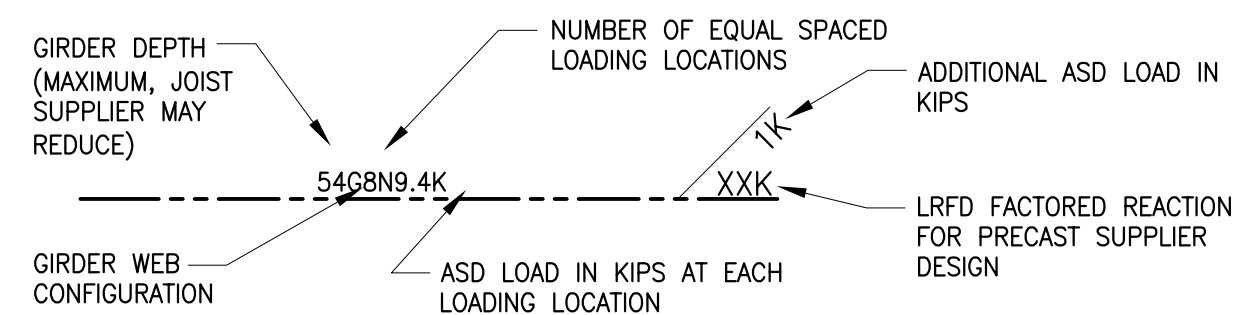 GIRDER DEPTH
(MAXIMUM, JOIST
SUPPLIER MAY
REDUCE)
NUMBER OF EQUAL SPACED
LOADING LOCATIONS
ADDITIONAL ASD LOAD IN
KIPS
1K
54G8N9.4K
XXK
LRFD FACTORED REACTION
FOR PRECAST SUPPLIER
DESIGN
GIRDER WEB
CONFIGURATION
ASD LOAD IN KIPS AT EACH
LOADING LOCATION